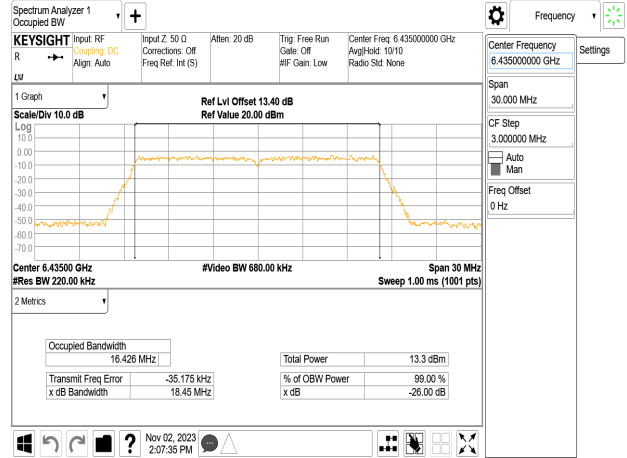 Spectrum Analyzer 1
Occupied BW
Frequency
KEYSIGHT Input: RF Input Z: 50 Ω Atten: 20 dB Trig: Free Run Center Freq: 6.435000000 GHz
Coupling: DC Corrections: Off Gate: Off Avg|Hold: 10/10
R Align: Auto Freq Ref: Int (S) #IF Gain: Low Radio Std: None
LXI
Center Frequency
6.435000000 GHz
Settings
Span
30.000 MHz
CF Step
3.000000 MHz
Auto
Man
Freq Offset
0 Hz
1 Graph
Ref Lvl Offset 13.40 dB
Scale/Div 10.0 dB Ref Value 20.00 dBm
Log
10.0
0.00
-10.0
-20.0
-30.0
-40.0
-50.0
-60.0
-70.0
Center 6.43500 GHz #Video BW 680.00 kHz Span 30 MHz
#Res BW 220.00 kHz Sweep 1.00 ms (1001 pts)
2 Metrics
Occupied Bandwidth
16.426 MHz Total Power 13.3 dBm
Transmit Freq Error -35.175 kHz % of OBW Power 99.00 %
x dB Bandwidth 18.45 MHz x dB -26.00 dB
Nov 02, 2023
2:07:35 PM